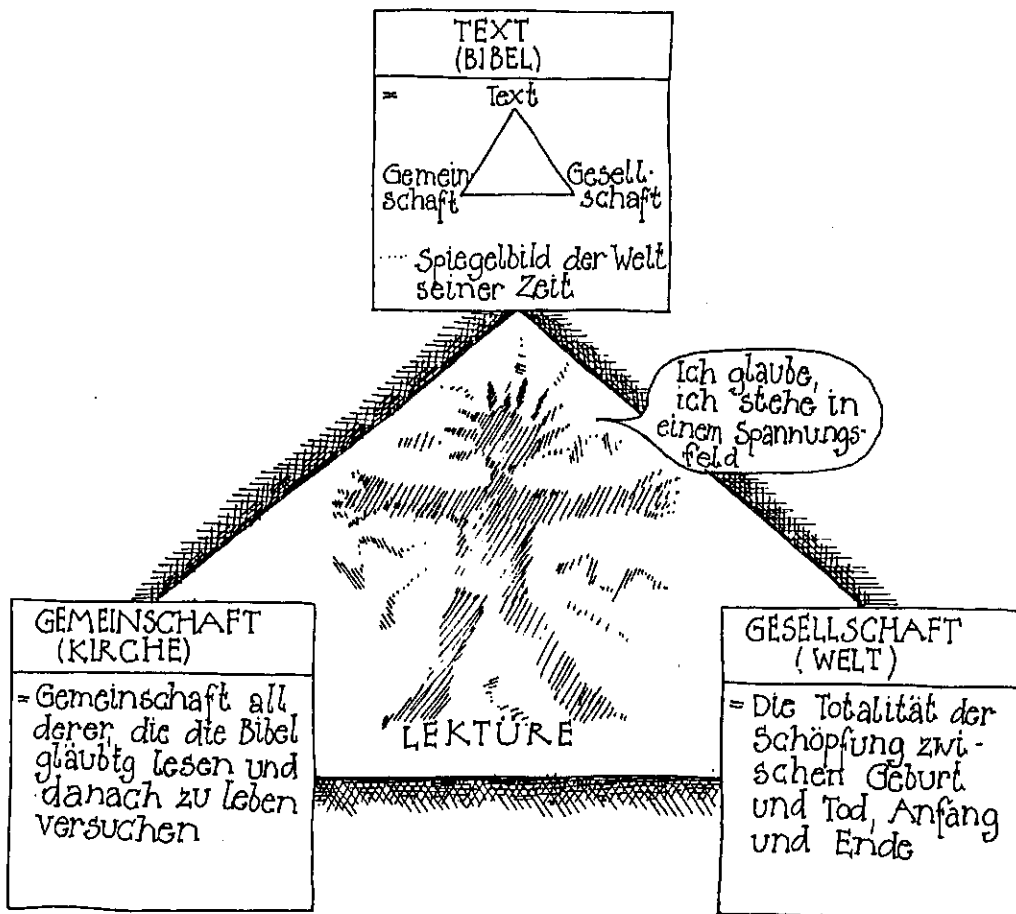 TEXT
(BIBEL)
=
Text
Gemein
schaft
Gesell-
schaft
..... Spiegelbild der Welt
seiner Zeit
Ich glaube,
ich stehe in
einem Spannungs-
feld
GEMEINSCHAFT
(KIRCHE)
= Gemeinschaft all
derer, die die Bibel
gläubig lesen und
danach zu leben
versuchen
LEKTÜRE
GESELLSCHAFT
(WELT)
= Die Totalität der
Schöpfung zwi-
schen Geburt
und Tod, Anfang
und Ende